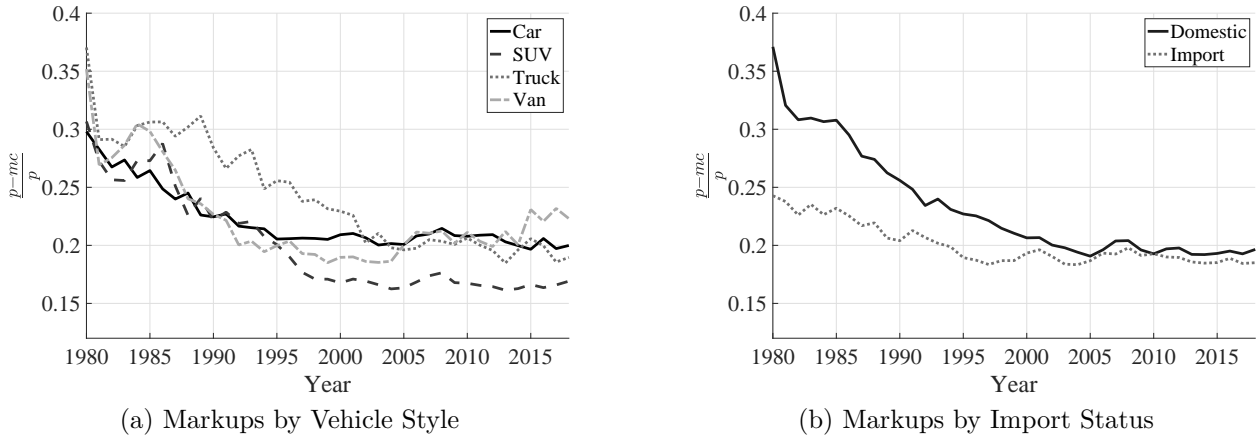 0.4
0.35
0.3
0.25
0.2
0.15
p−mc
p
Car
SUV
Truck
Van
1980 1985 1990 1995 2000 2005 2010 2015
Year
(a) Markups by Vehicle Style
0.4
0.35
0.3
0.25
0.2
0.15
p−mc
p
Domestic
Import
1980 1985 1990 1995 2000 2005 2010 2015
Year
(b) Markups by Import Status